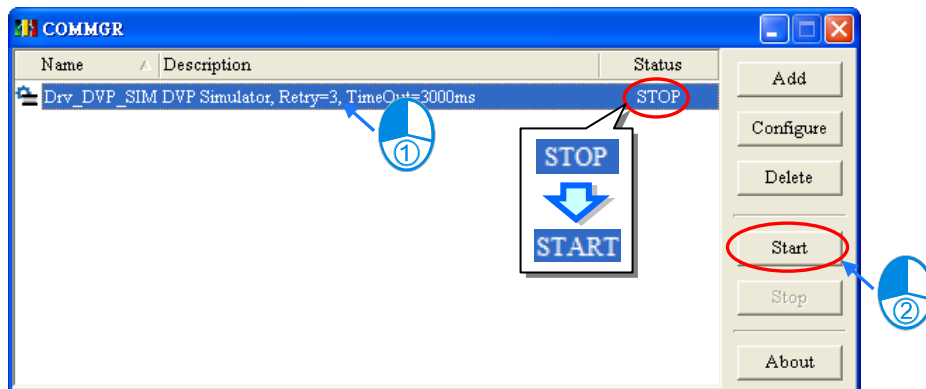 COMMGR
Name Description Status
Drv_DVP_SIM DVP Simulator, Retry=3, TimeOut=3000ms STOP
①
STOP
START
Add
Configure
Delete
Start
Stop
②
About